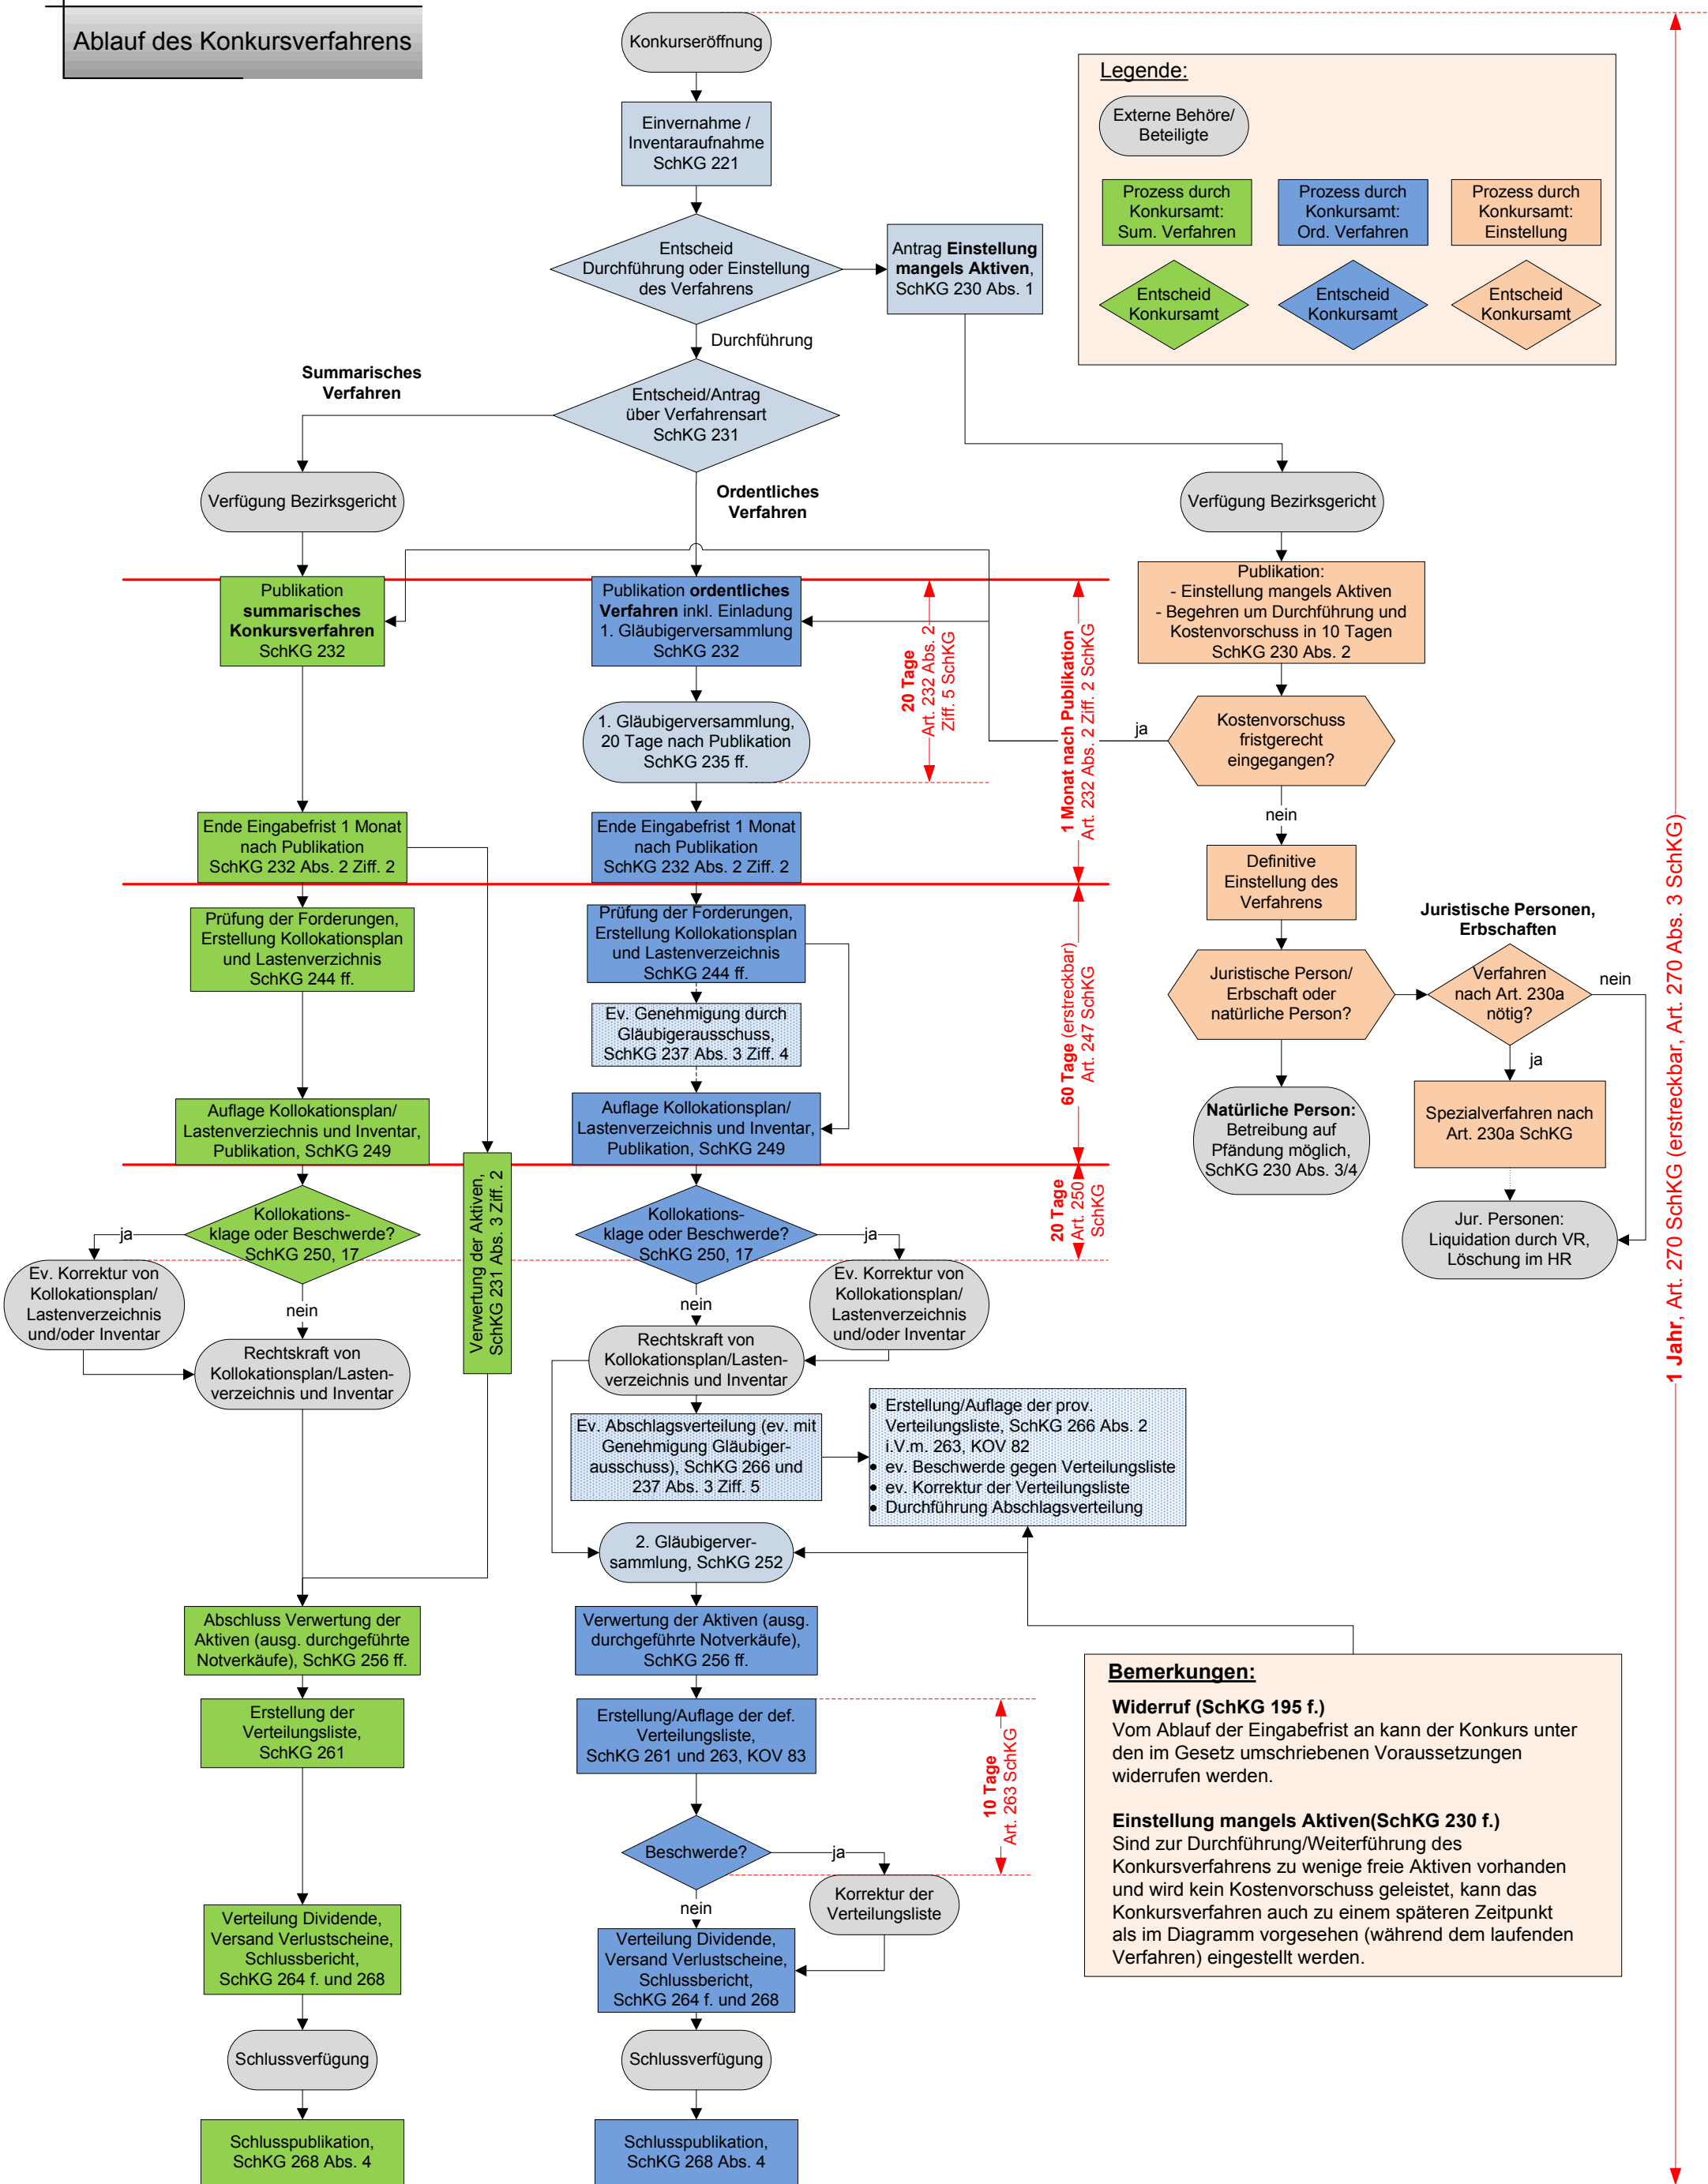 Ablauf des Konkursverfahrens
Konkurseröffnung
Einvernahme /
Inventaraufnahme
SchKG 221
Entscheid
Durchführung oder Einstellung
des Verfahrens
Antrag Einstellung
mangels Aktiven,
SchKG 230 Abs. 1
Durchführung
Legende:
Externe Behöre/
Beteiligte
Prozess durch
Konkursamt:
Sum. Verfahren
Prozess durch
Konkursamt:
Ord. Verfahren
Prozess durch
Konkursamt:
Einstellung
Entscheid
Konkursamt
Entscheid
Konkursamt
Entscheid
Konkursamt
Summarisches
Verfahren
Entscheid/Antrag
über Verfahrensart
SchKG 231
Ordentliches
Verfahren
Verfügung Bezirksgericht
Verfügung Bezirksgericht
Publikation
summarisches
Konkursverfahren
SchKG 232
Publikation ordentliches
Verfahren inkl. Einladung
1. Gläubigerversammlung
SchKG 232
20 Tage
Art. 232 Abs. 2
Ziff. 5 SchKG
1 Monat nach Publikation
Art. 232 Abs. 2 Ziff. 2 SchKG
Publikation:
- Einstellung mangels Aktiven
- Begehren um Durchführung und
Kostenvorschuss in 10 Tagen
SchKG 230 Abs. 2
1. Gläubigerversammlung,
20 Tage nach Publikation
SchKG 235 ff.
ja
Kostenvorschuss
fristgerecht
eingegangen?
nein
Ende Eingabefrist 1 Monat
nach Publikation
SchKG 232 Abs. 2 Ziff. 2
Ende Eingabefrist 1 Monat
nach Publikation
SchKG 232 Abs. 2 Ziff. 2
Definitive
Einstellung des
Verfahrens
Prüfung der Forderungen,
Erstellung Kollokationsplan
und Lastenverzichnis
SchKG 244 ff.
Prüfung der Forderungen,
Erstellung Kollokationsplan
und Lastenverzeichnis
SchKG 244 ff.
60 Tage (erstreckbar)
Art. 247 SchKG
Juristische Personen,
Erbschaften
Juristische Person/
Erbschaft oder
natürliche Person?
Verfahren
nach Art. 230a
nötig?
nein
ja
Ev. Genehmigung durch
Gläubigerausschuss,
SchKG 237 Abs. 3 Ziff. 4
Natürliche Person:
Betreibung auf
Pfändung möglich,
SchKG 230 Abs. 3/4
Spezialverfahren nach
Art. 230a SchKG
Jur. Personen:
Liquidation durch VR,
Löschung im HR
Auflage Kollokationsplan/
Lastenverziechnis und Inventar,
Publikation, SchKG 249
Auflage Kollokationsplan/
Lastenverzeichnis und Inventar,
Publikation, SchKG 249
Verwertung der Aktiven,
SchKG 231 Abs. 3 Ziff. 2
20 Tage
Art. 250
SchKG
Kollokations-
klage oder Beschwerde?
SchKG 250, 17
ja
nein
Ev. Korrektur von
Kollokationsplan/
Lastenverzeichnis
und/oder Inventar
Rechtskraft von
Kollokationsplan/Lasten-
verzeichnis und Inventar
Kollokations-
klage oder Beschwerde?
SchKG 250, 17
ja
nein
Ev. Korrektur von
Kollokationsplan/
Lastenverzeichnis
und/oder Inventar
Rechtskraft von
Kollokationsplan/Lasten-
verzeichnis und Inventar
1 Jahr, Art. 270 SchKG (erstreckbar, Art. 270 Abs. 3 SchKG)
Ev. Abschlagsverteilung (ev. mit
Genehmigung Gläubiger-
ausschuss), SchKG 266 und
237 Abs. 3 Ziff. 5
• Erstellung/Auflage der prov.
Verteilungsliste, SchKG 266 Abs. 2
i.V.m. 263, KOV 82
• ev. Beschwerde gegen Verteilungsliste
• ev. Korrektur der Verteilungsliste
• Durchführung Abschlagsverteilung
2. Gläubigerver-
sammlung, SchKG 252
Abschluss Verwertung der
Aktiven (ausg. durchgeführte
Notverkäufe), SchKG 256 ff.
Verwertung der Aktiven (ausg.
durchgeführte Notverkäufe),
SchKG 256 ff.
Erstellung der
Verteilungsliste,
SchKG 261
Erstellung/Auflage der def.
Verteilungsliste,
SchKG 261 und 263, KOV 83
10 Tage
Art. 263 SchKG
Beschwerde?
ja
nein
Korrektur der
Verteilungsliste
Bemerkungen:
Widerruf (SchKG 195 f.)
Vom Ablauf der Eingabefrist an kann der Konkurs unter
den im Gesetz umschriebenen Voraussetzungen
widerrufen werden.
Einstellung mangels Aktiven(SchKG 230 f.)
Sind zur Durchführung/Weiterführung des
Konkursverfahrens zu wenige freie Aktiven vorhanden
und wird kein Kostenvorschuss geleistet, kann das
Konkursverfahren auch zu einem späteren Zeitpunkt
als im Diagramm vorgesehen (während dem laufenden
Verfahren) eingestellt werden.
Verteilung Dividende,
Versand Verlustscheine,
Schlussbericht,
SchKG 264 f. und 268
Verteilung Dividende,
Versand Verlustscheine,
Schlussbericht,
SchKG 264 f. und 268
Schlussverfügung
Schlussverfügung
Schlusspublikation,
SchKG 268 Abs. 4
Schlusspublikation,
SchKG 268 Abs. 4